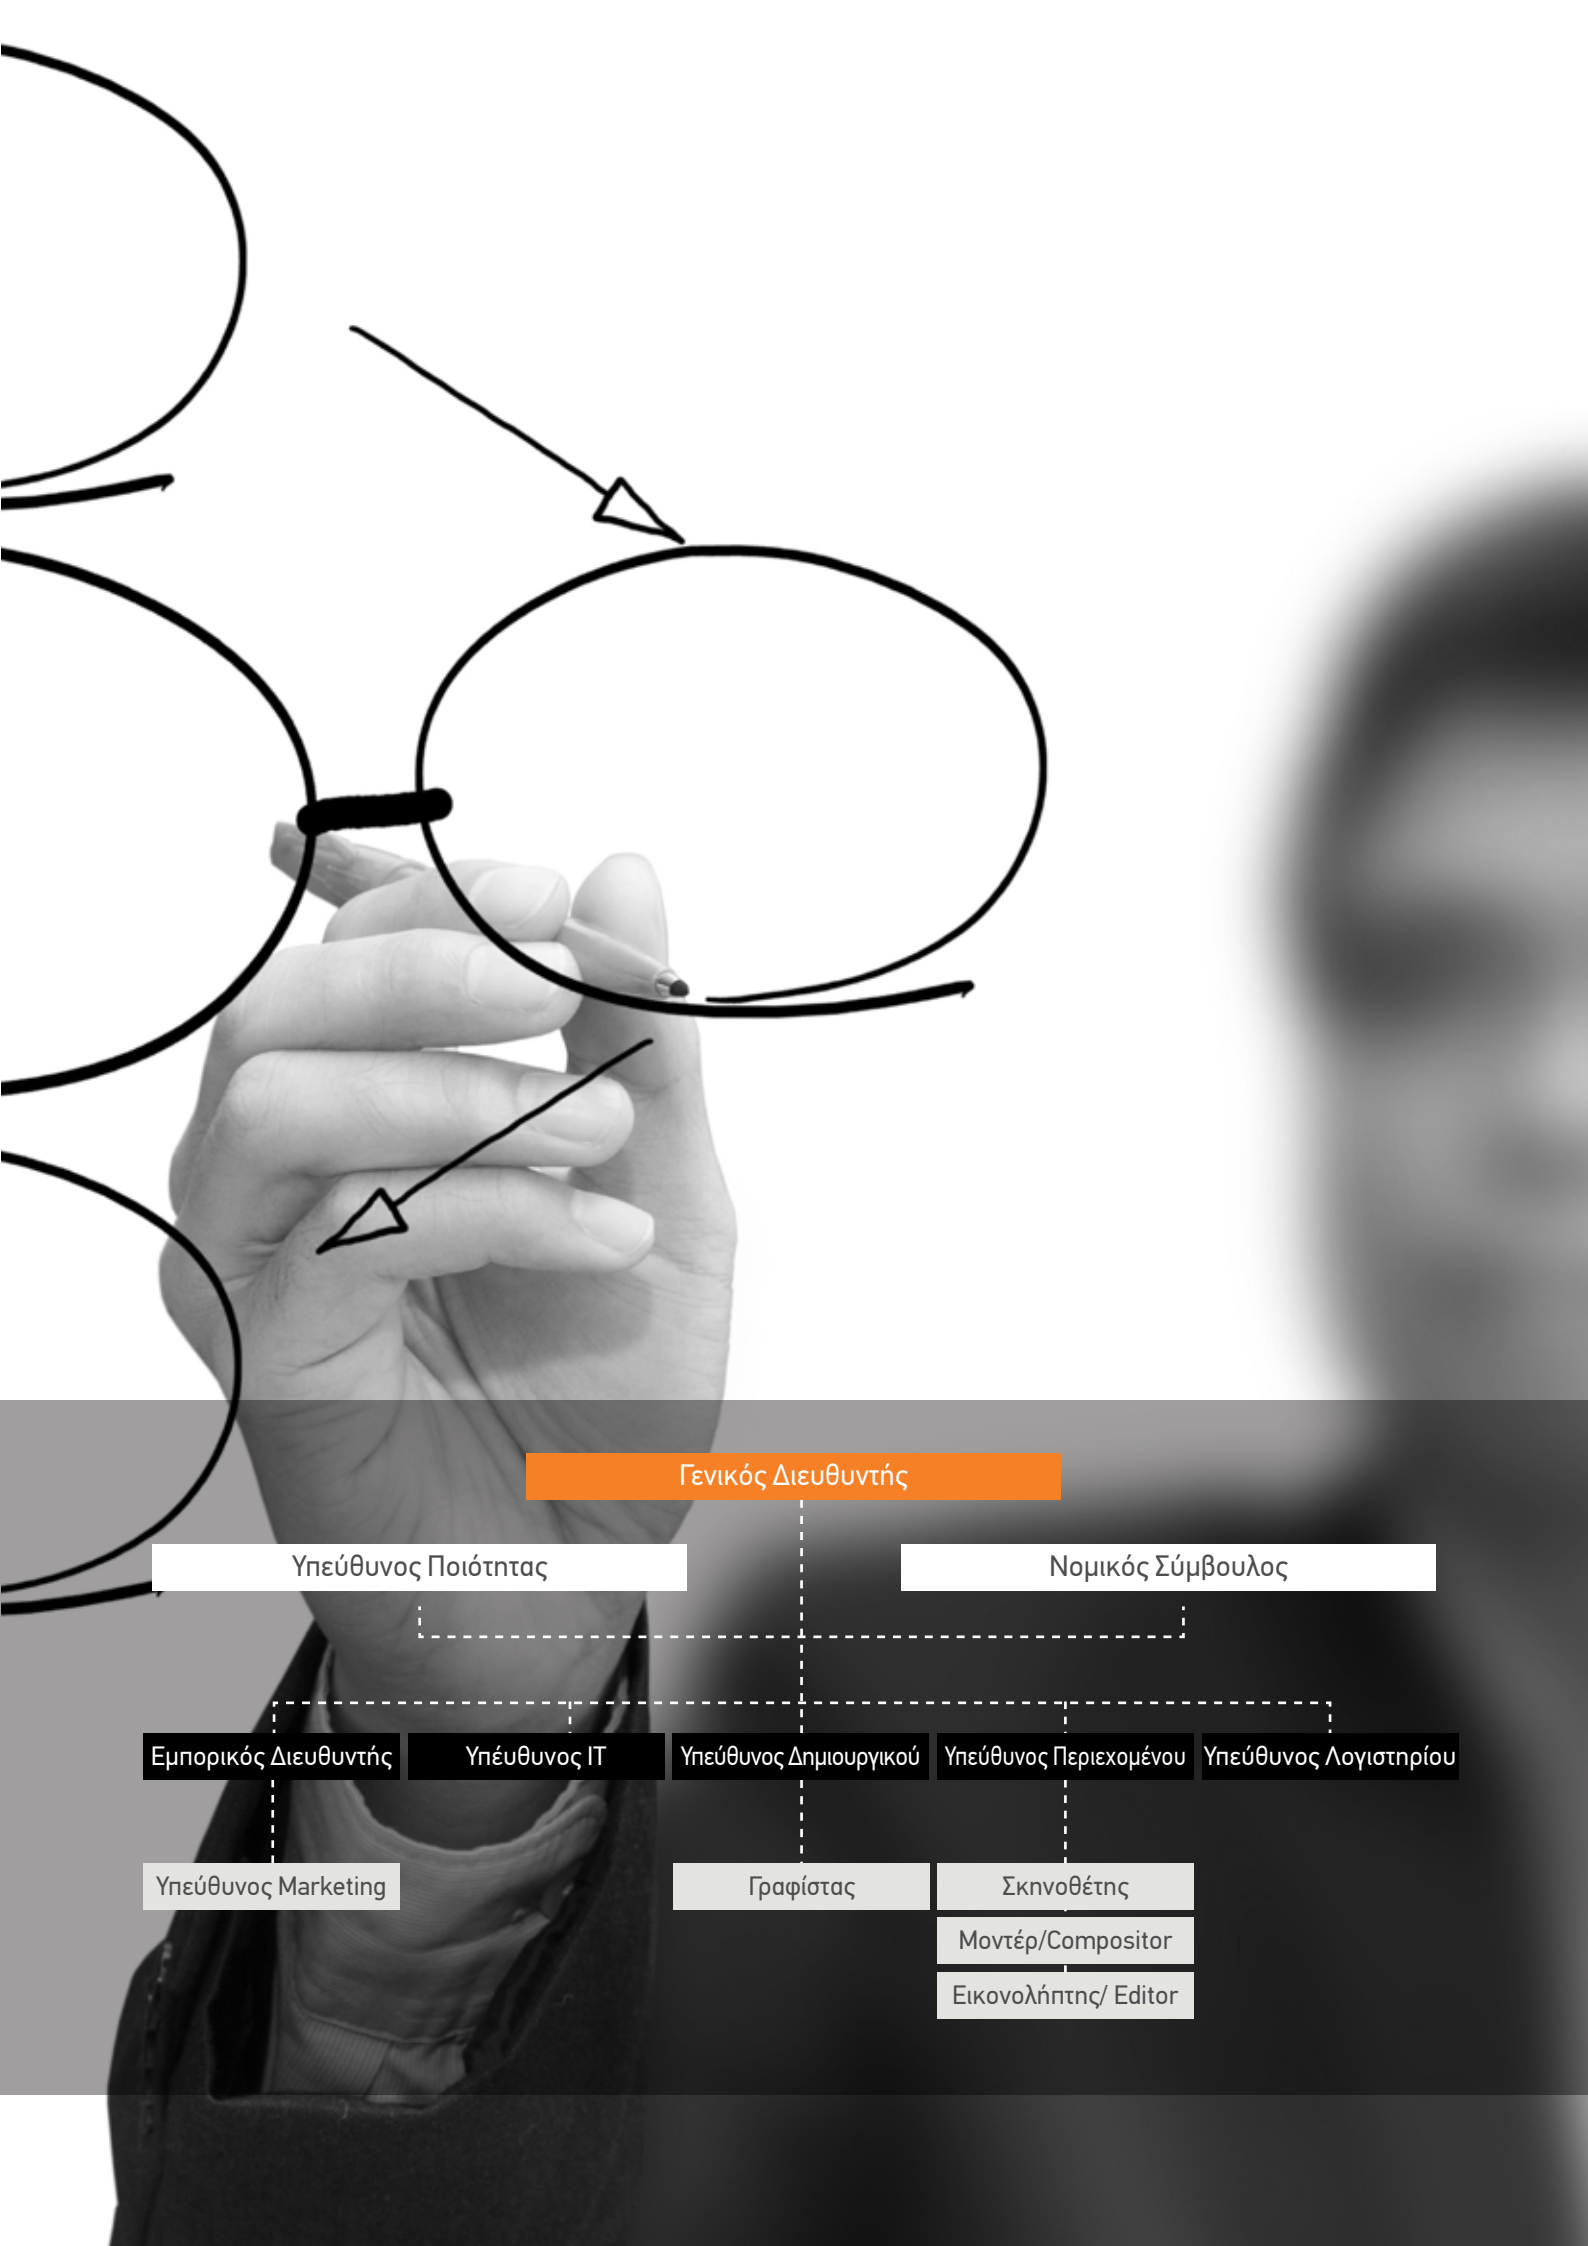 Γενικός Διευθυντής
Υπεύθυνος Ποιότητας
Νομικός Σύμβουλος
Εμπορικός Διευθυντής
Υπέυθυνος IT
Υπεύθυνος Δημιουργικού
Υπεύθυνος Περιεχομένου
Υπεύθυνος Λογιστηρίου
Υπεύθυνος Marketing
Γραφίστας
Σκηνοθέτης
Μοντέρ/Compositor
Εικονολήπτης/ Editor